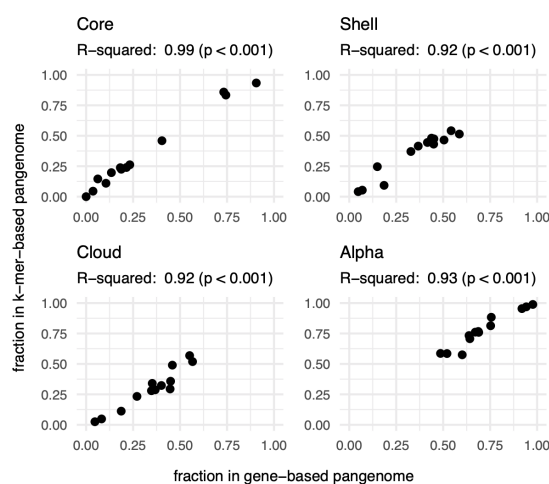 Core
R−squared: 0.99 (p < 0.001)
Shell
R−squared: 0.92 (p < 0.001)
1.00
0.75
0.50
0.25
0.00
1.00
0.75
0.50
0.25
0.00
0.00 0.25 0.50 0.75 1.00
0.00 0.25 0.50 0.75 1.00
Cloud
R−squared: 0.92 (p < 0.001)
Alpha
R−squared: 0.93 (p < 0.001)
1.00
0.75
0.50
0.25
0.00
1.00
0.75
0.50
0.25
0.00
0.00 0.25 0.50 0.75 1.00
0.00 0.25 0.50 0.75 1.00
fraction in k−mer−based pangenome
fraction in gene−based pangenome